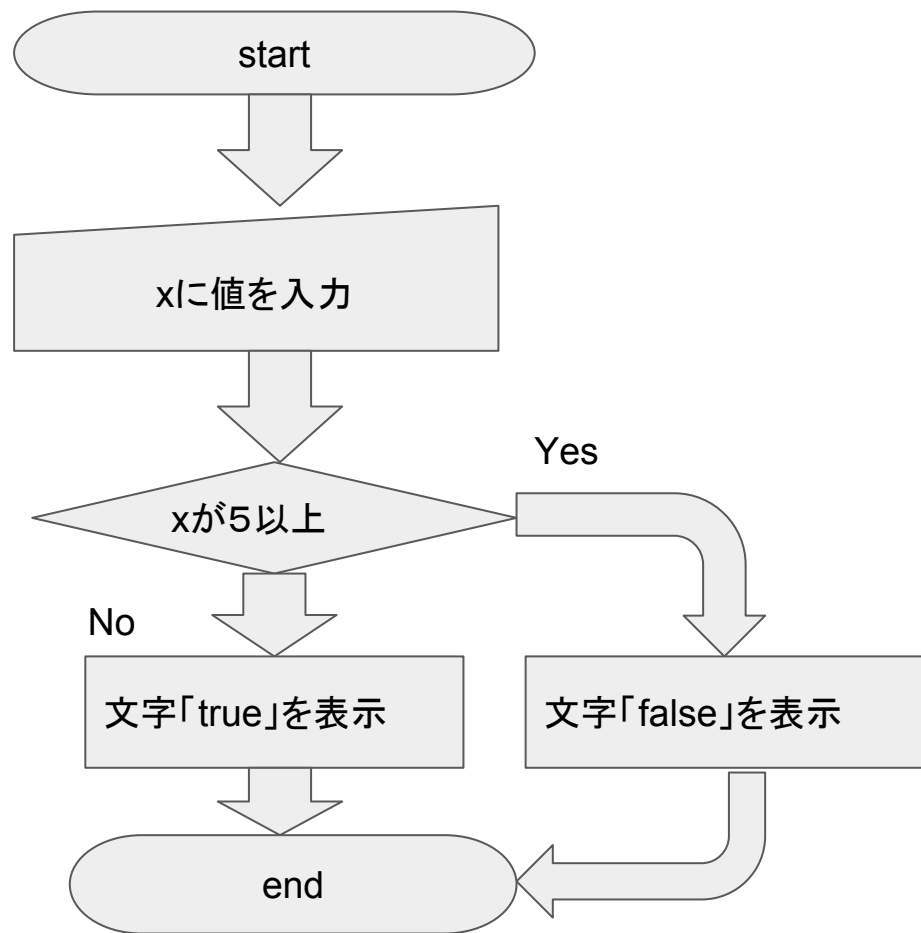 start
xに値を入力
Yes
xが５以上
No
文字「true」を表示
文字「false」を表示
end